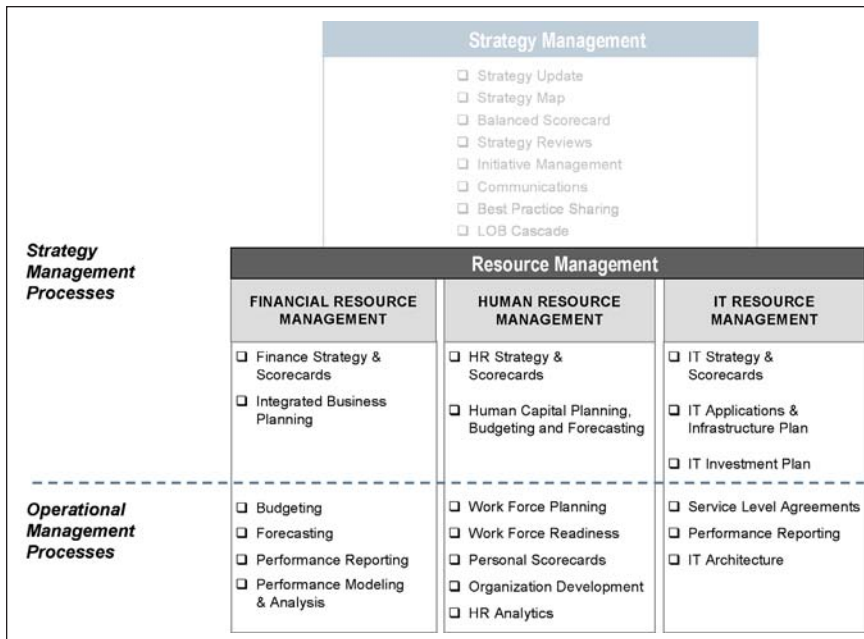 Strategy Management
❑ Strategy Update
❑ Strategy Map
❑ Balanced Scorecard
❑ Strategy Reviews
❑ Initiative Management
❑ Communications
❑ Best Practice Sharing
❑ LOB Cascade
Strategy
Management
Processes
Resource Management
FINANCIAL RESOURCE
MANAGEMENT
❑ Finance Strategy &
Scorecards
❑ Integrated Business
Planning
HUMAN RESOURCE
MANAGEMENT
❑ HR Strategy &
Scorecards
❑ Human Capital Planning,
Budgeting and Forecasting
IT RESOURCE
MANAGEMENT
❑ IT Strategy &
Scorecards
❑ IT Applications &
Infrastructure Plan
❑ IT Investment Plan
Operational
Management
Processes
❑ Budgeting
❑ Forecasting
❑ Performance Reporting
❑ Performance Modeling
& Analysis
❑ Work Force Planning
❑ Work Force Readiness
❑ Personal Scorecards
❑ Organization Development
❑ HR Analytics
❑ Service Level Agreements
❑ Performance Reporting
❑ IT Architecture